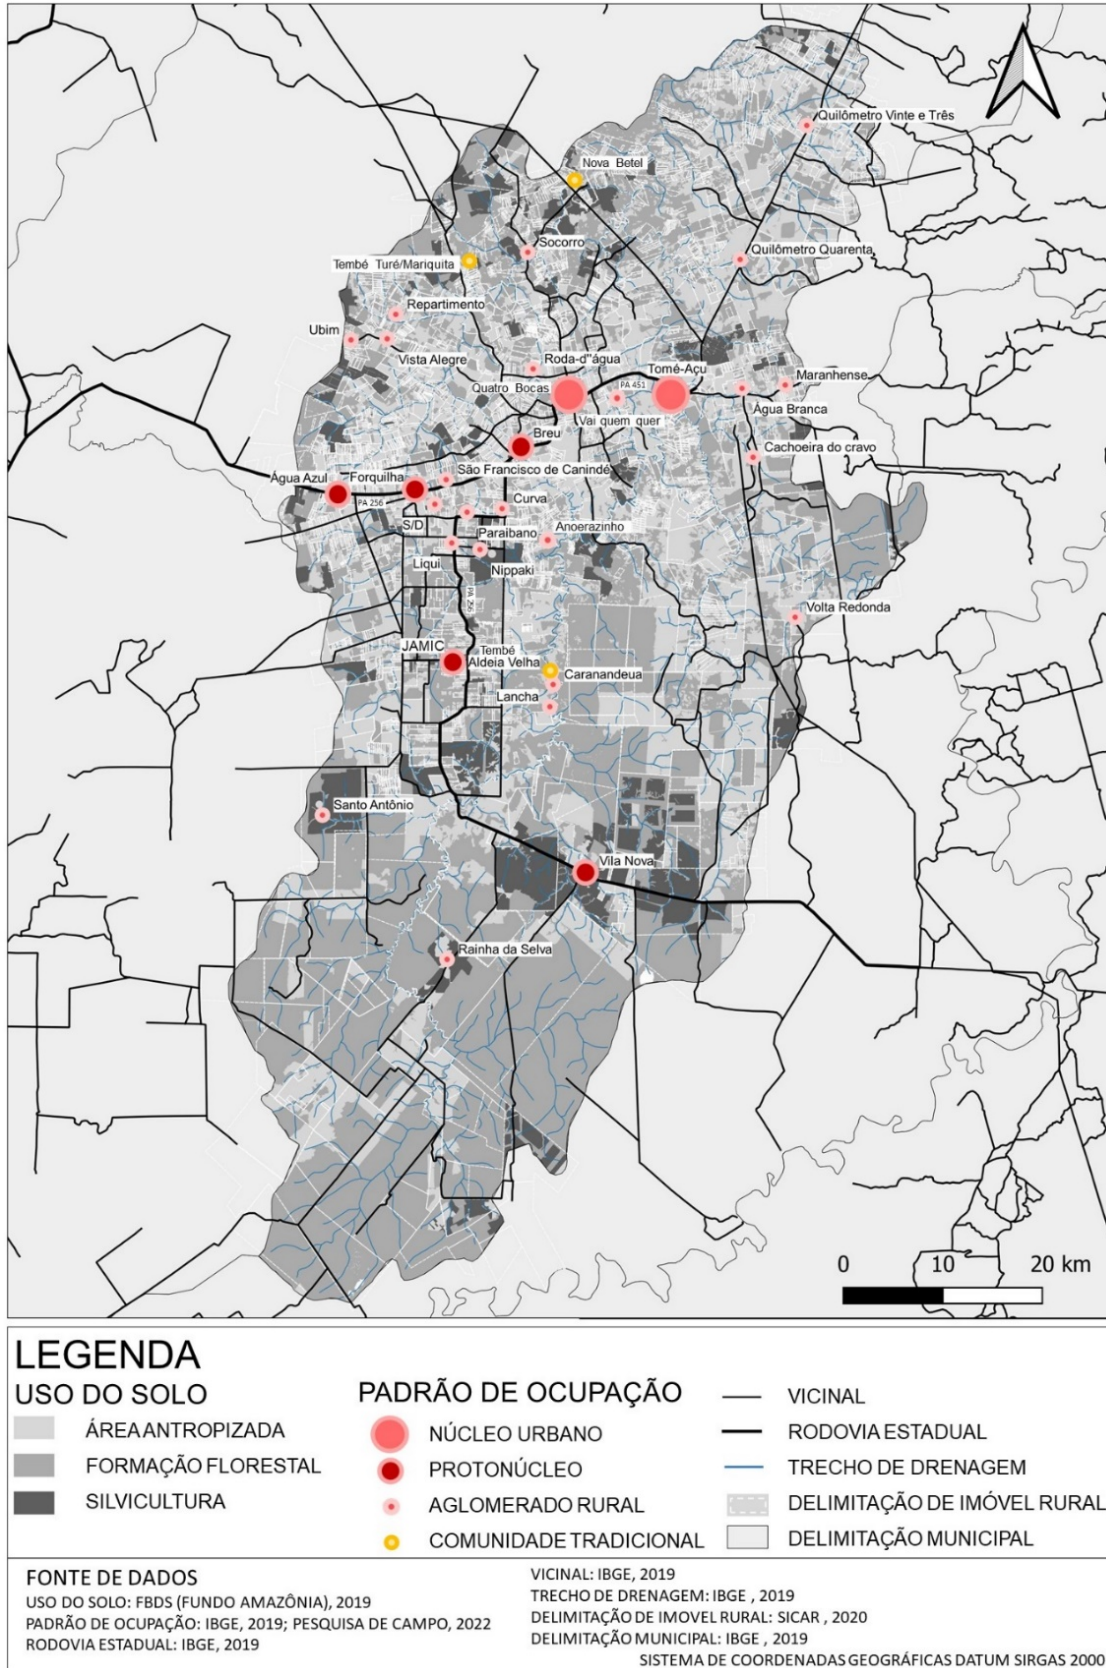 Quilômetro Vinte e Três
Nova Betel
Socorro
Quilômetro Quarenta
Tembé Turé/Mariquita
Repartimento
Ubim
Vista Alegre
Roda-d"água
Tomé-Açu
Quatro Bocas
PA 451
Maranhense
Água Branca
Vai quem quer
Breu
Cachoeira do cravo
São Francisco de Canindé
Água Azul
Forquilha
PA 256
Curva
S/D
Paraibano
Anoerazinho
Liqui
Nippaki
PA 256
Volta Redonda
JAMIC
Tembé
Aldeia Velha
Caranandeua
Lancha
Santo Antônio
Vila Nova
Rainha da Selva
0 10 20 km
LEGENDA
USO DO SOLO
ÁREA ANTROPIZADA
FORMAÇÃO FLORESTAL
SILVICULTURA
PADRÃO DE OCUPAÇÃO
NÚCLEO URBANO
PROTONÚCLEO
AGLOMERADO RURAL
COMUNIDADE TRADICIONAL
VICINAL
RODOVIA ESTADUAL
TRECHO DE DRENAGEM
DELIMITAÇÃO DE IMÓVEL RURAL
DELIMITAÇÃO MUNICIPAL
FONTE DE DADOS
USO DO SOLO: FBDS (FUNDO AMAZÔNIA), 2019
PADRÃO DE OCUPAÇÃO: IBGE, 2019; PESQUISA DE CAMPO, 2022
RODOVIA ESTADUAL: IBGE, 2019
VICINAL: IBGE, 2019
TRECHO DE DRENAGEM: IBGE , 2019
DELIMITAÇÃO DE IMOVEL RURAL: SICAR , 2020
DELIMITAÇÃO MUNICIPAL: IBGE , 2019
SISTEMA DE COORDENADAS GEOGRÁFICAS DATUM SIRGAS 2000